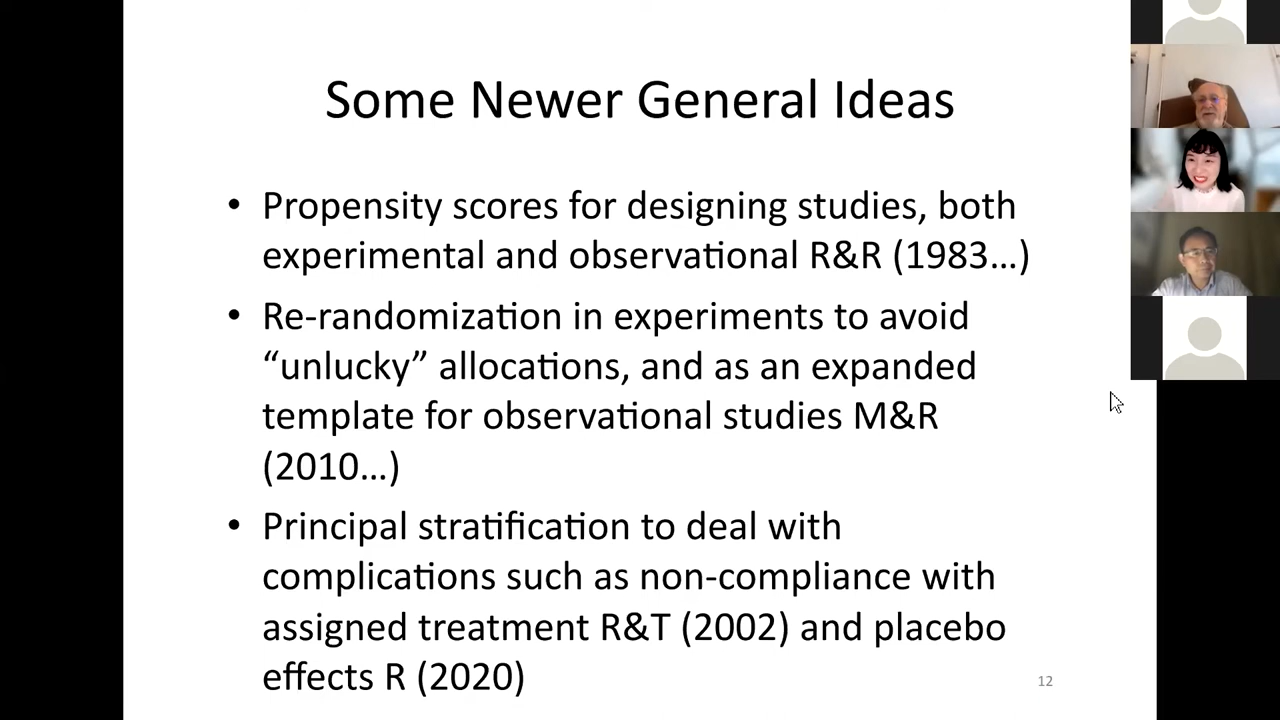 Some Newer General Ideas
• Propensity scores for designing studies, both
experimental and observational R&R (1983…)
• Re-randomization in experiments to avoid
“unlucky” allocations, and as an expanded
template for observational studies M&R
(2010…)
• Principal stratification to deal with
complications such as non-compliance with
assigned treatment R&T (2002) and placebo
effects R (2020)
12